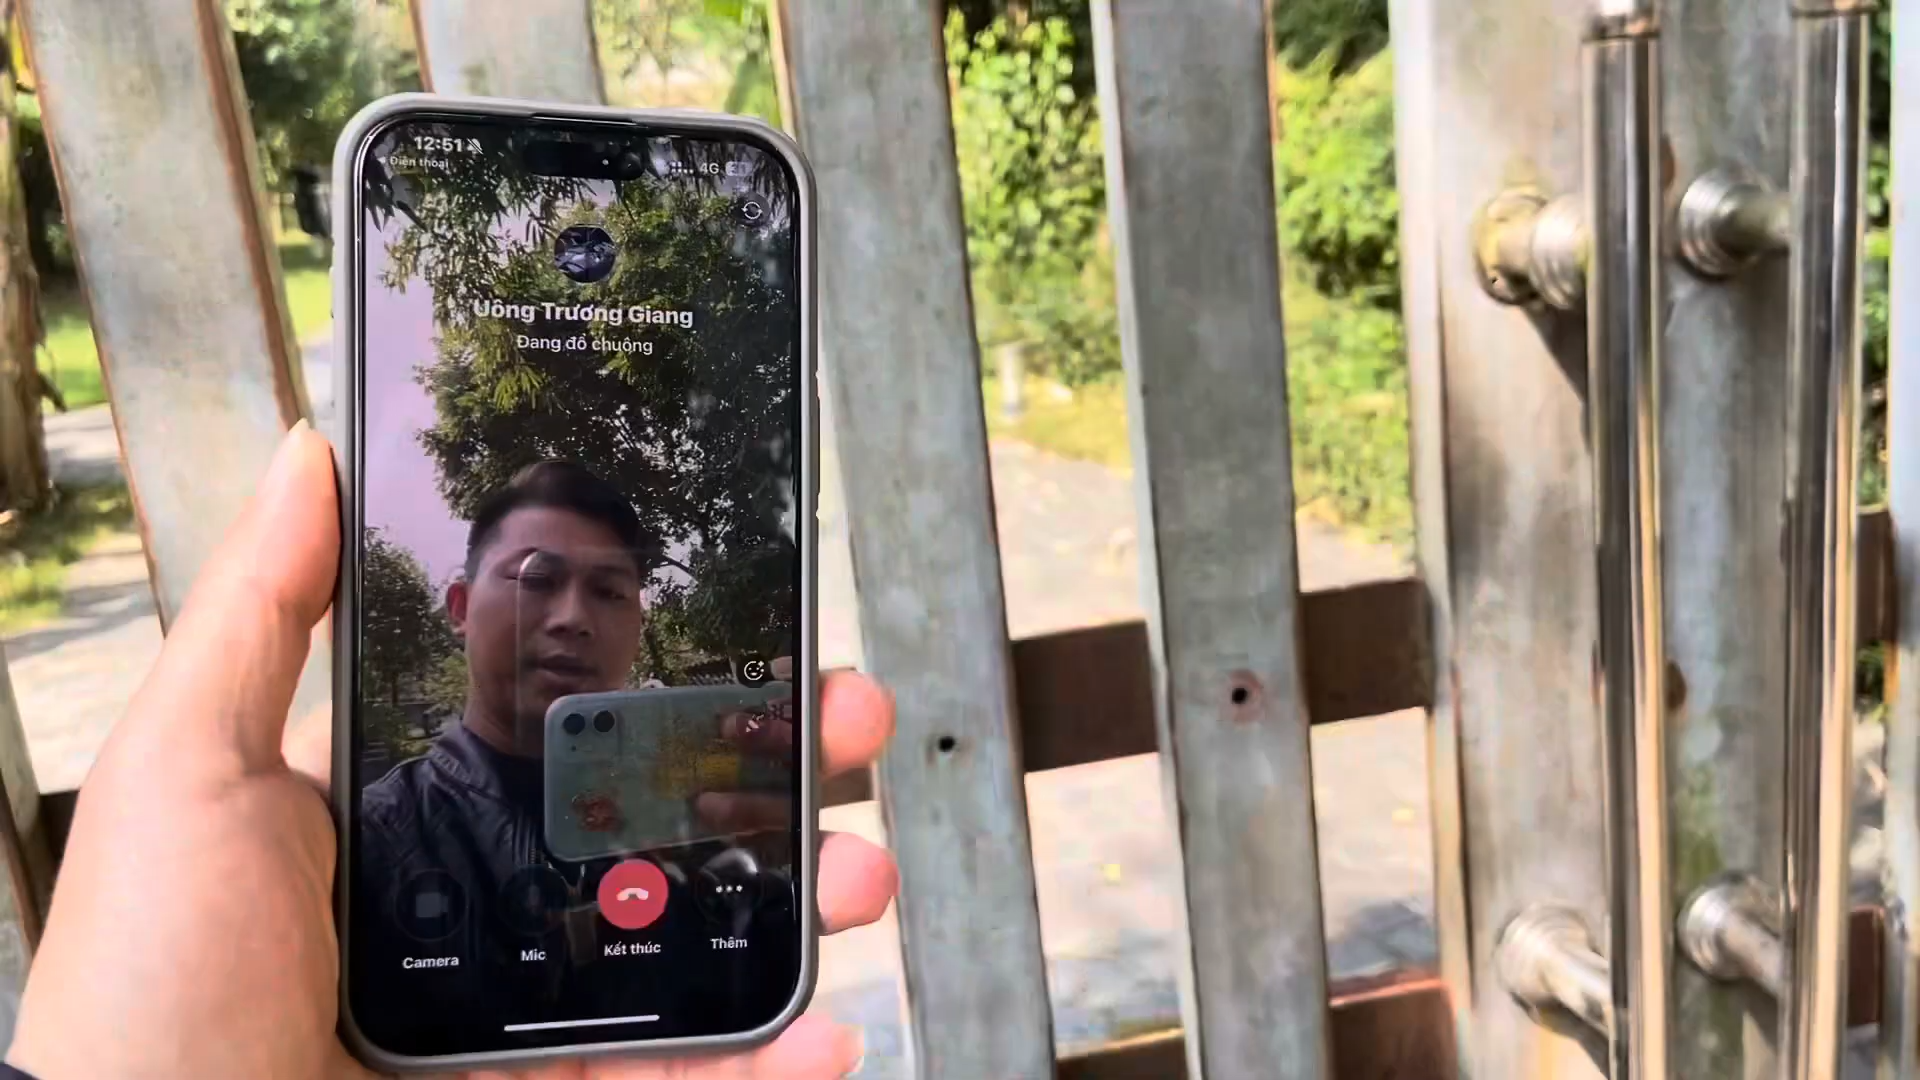 12:51
Điện thoại
4G
Uông Trương Giang
Đang đổ chuông
Camera
Mic
Kết thúc
Thêm